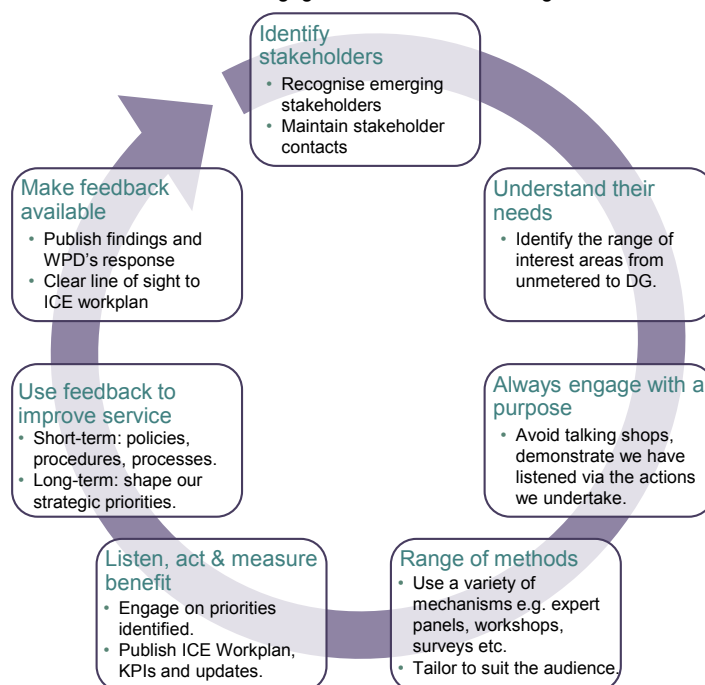 Identify
stakeholders
• Recognise emerging
stakeholders
• Maintain stakeholder
contacts
Understand their
needs
• Identify the range of
interest areas from
unmetered to DG.
Always engage with a
purpose
• Avoid talking shops,
demonstrate we have
listened via the actions
we undertake.
Range of methods
• Use a variety of
mechanisms e.g. expert
panels, workshops,
surveys etc.
• Tailor to suit the audience.
Listen, act & measure
benefit
• Engage on priorities
identified.
• Publish ICE Workplan,
KPIs and updates.
Use feedback to
improve service
• Short-term: policies,
procedures, processes.
• Long-term: shape our
strategic priorities.
Make feedback
available
• Publish findings and
WPD's response
• Clear line of sight to
ICE workplan